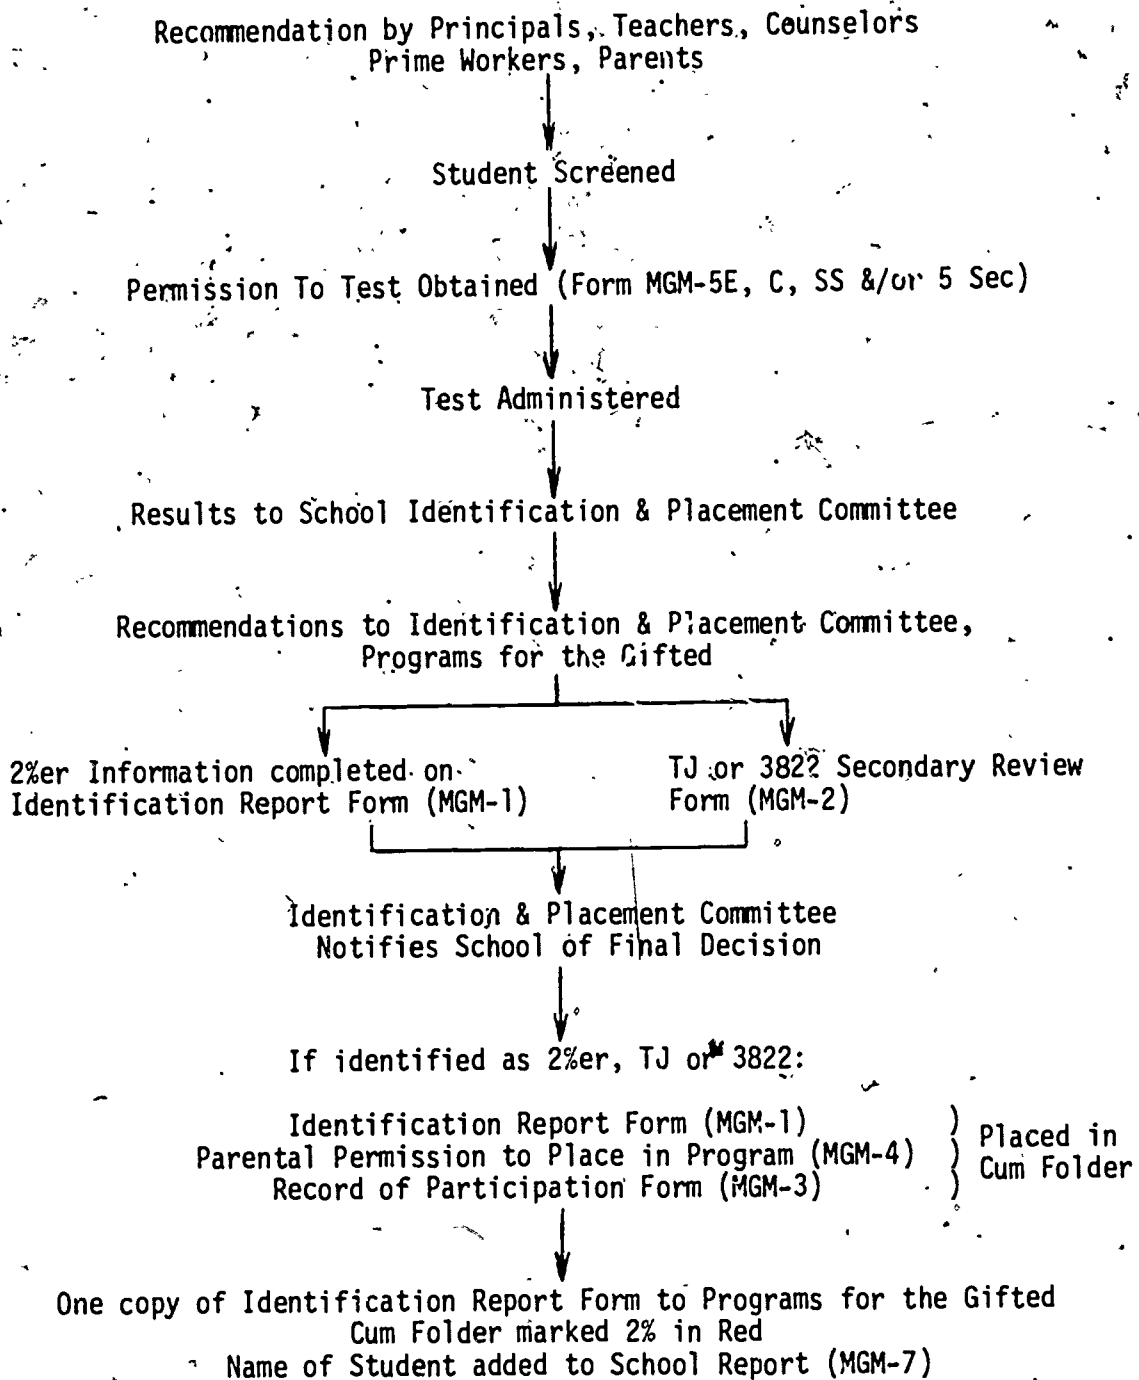 Recommendation by Principals, Teachers, Counselors
Prime Workers, Parents
Student Screened
Permission To Test Obtained (Form MGM-5E, C, SS &/or 5 Sec)
Test Administered
Results to School Identification & Placement Committee
Recommendations to Identification & Placement Committee,
Programs for the Gifted
2%er Information completed on
Identification Report Form (MGM-1)
TJ or 3822 Secondary Review
Form (MGM-2)
Identification & Placement Committee
Notifies School of Final Decision
If identified as 2%er, TJ or 3822:
Identification Report Form (MGM-1)
Parental Permission to Place in Program (MGM-4)
Record of Participation Form (MGM-3)
) Placed in
) Cum Folder
)
One copy of Identification Report Form to Programs for the Gifted
Cum Folder marked 2% in Red
Name of Student added to School Report (MGM-7)